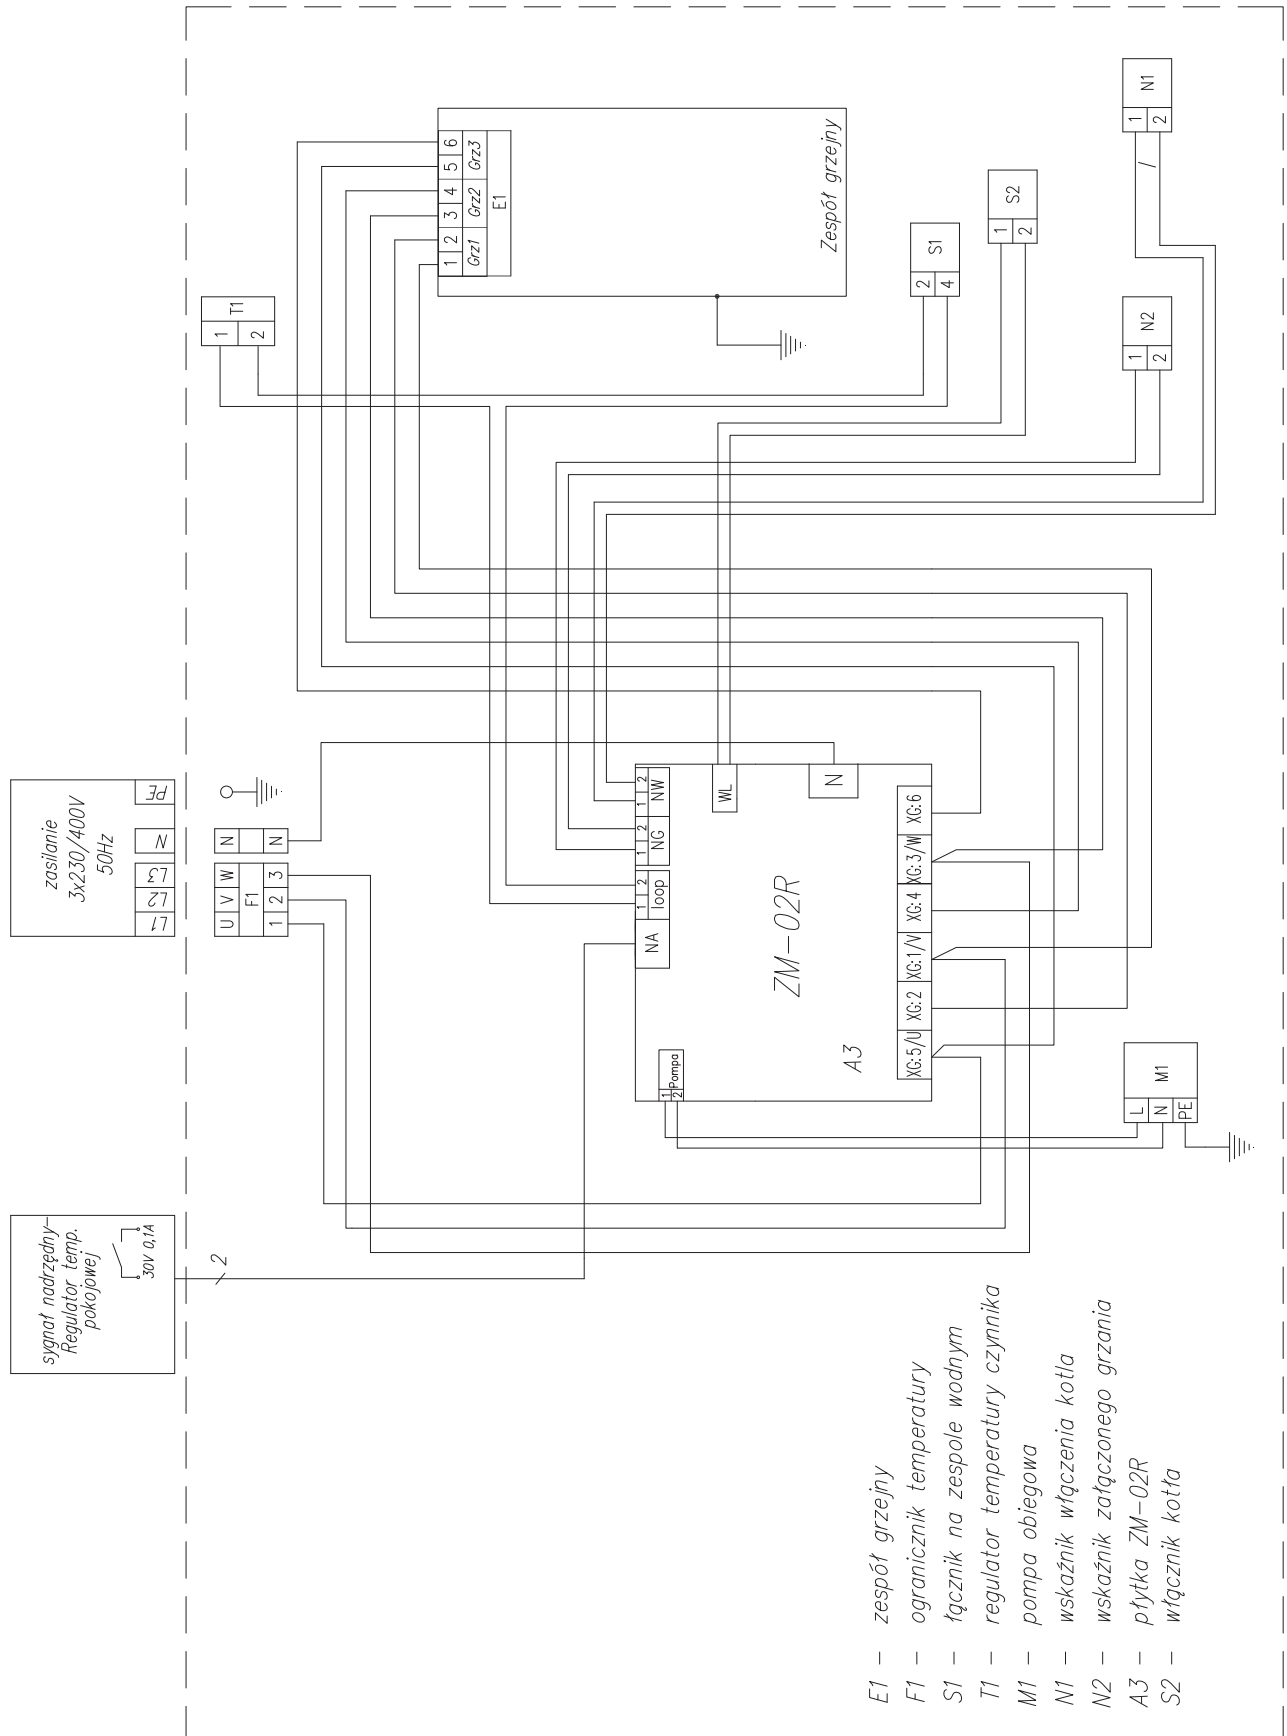 sygnał nadrzędny-
Regulator temp.
pokojowej
30V 0,1A
2
zasilanie
3x230/400V
50Hz
L1
L2
L3
N
PE
U V W
F1
1 2 3
N
N
T1
1
2
1 2 3 4 5 6
Grz1 Grz2 Grz3
E1
Zespół grzejny
S1
2
4
S2
1
2
N1
1
2
/
N2
1
2
Pompa
1
2
NA
loop
1 2
NG
1 2
NW
1 2
WL
N
ZM-02R
A3
XG:5/U XG:2 XG:1/V XG:4 XG:3/W XG:6
M1
L
N
PE
E1 - zespół grzejny
F1 - ogranicznik temperatury
S1 - łącznik na zespole wodnym
T1 - regulator temperatury czynnika
M1 - pompa obiegowa
N1 - wskaźnik włączenia kotla
N2 - wskaźnik załączonego grzania
A3 - płytka ZM-02R
S2 - włącznik kotła